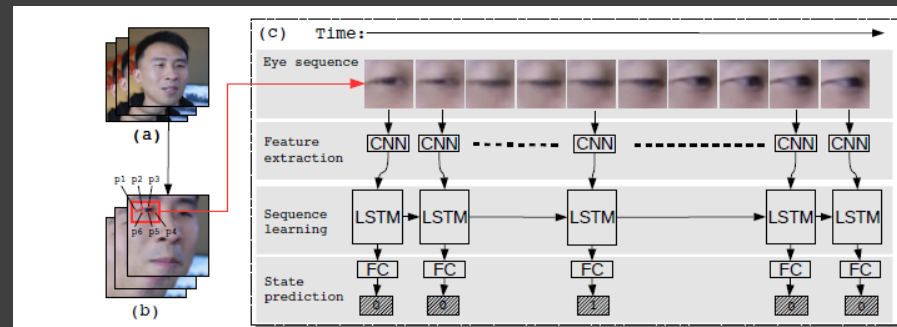 (a)
p1 p2 p3
p6 p5 p4
(b)
(c) Time:
Eye sequence
Feature
extraction
CNN CNN CNN CNN CNN
Sequence
learning
LSTM LSTM LSTM LSTM LSTM
FC FC FC FC FC
State
prediction
0 0 1 0 0